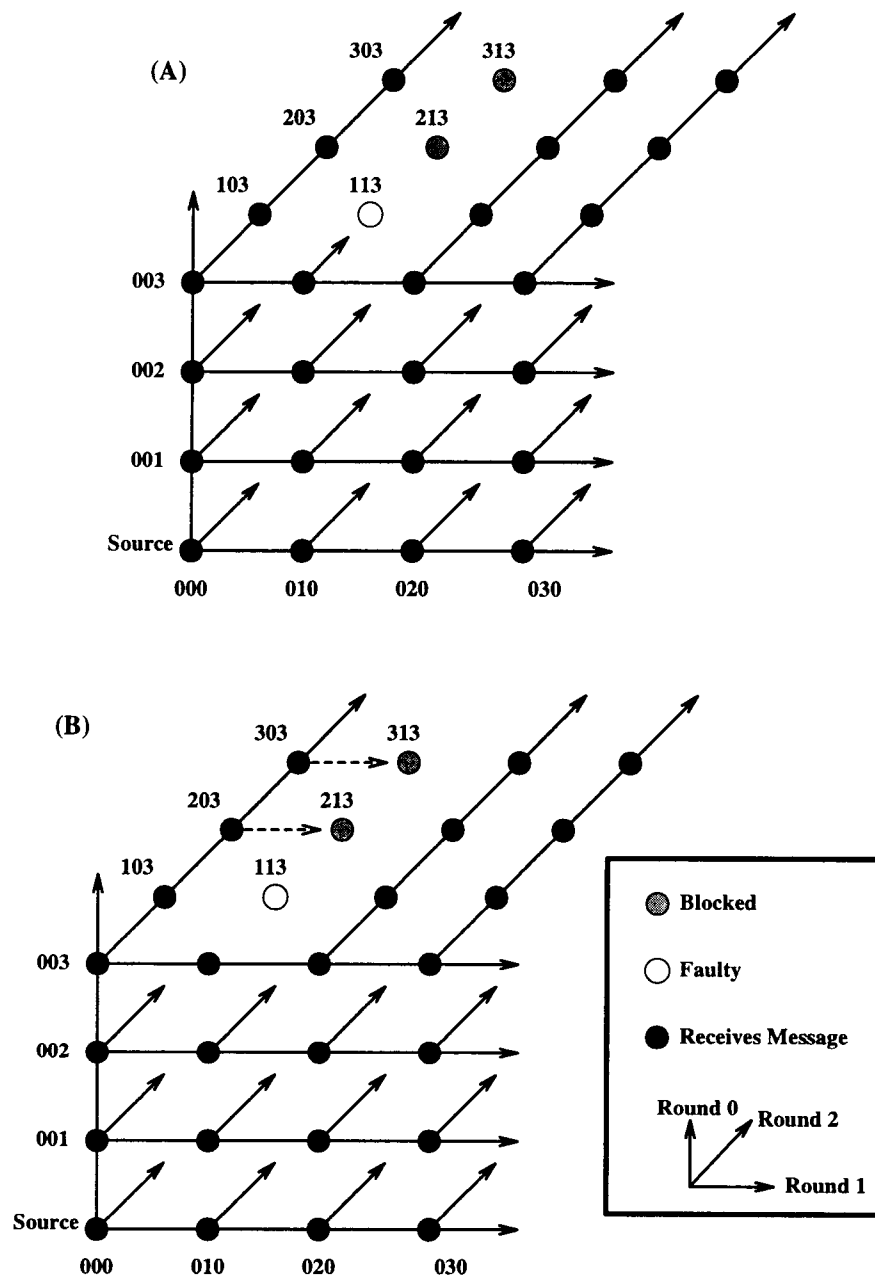 (A)
303
313
203
213
103
113
003
002
001
Source
000
010
020
030
(B)
303
313
203
213
103
113
003
002
001
Source
000
010
020
030
Blocked
Faulty
Receives Message
Round 0
Round 2
Round 1